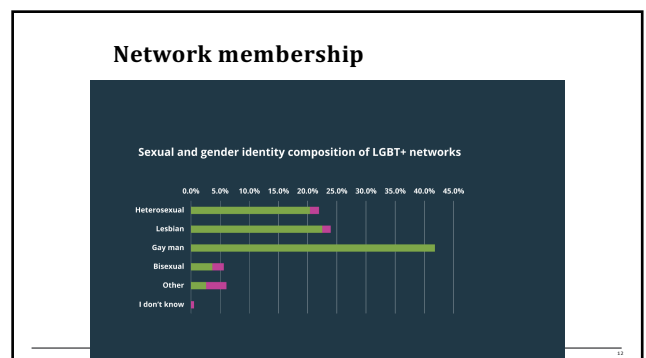 Network membership
Sexual and gender identity composition of LGBT+ networks
0.0% 5.0% 10.0% 15.0% 20.0% 25.0% 30.0% 35.0% 40.0% 45.0%
Heterosexual
Lesbian
Gay man
Bisexual
Other
I don't know
12